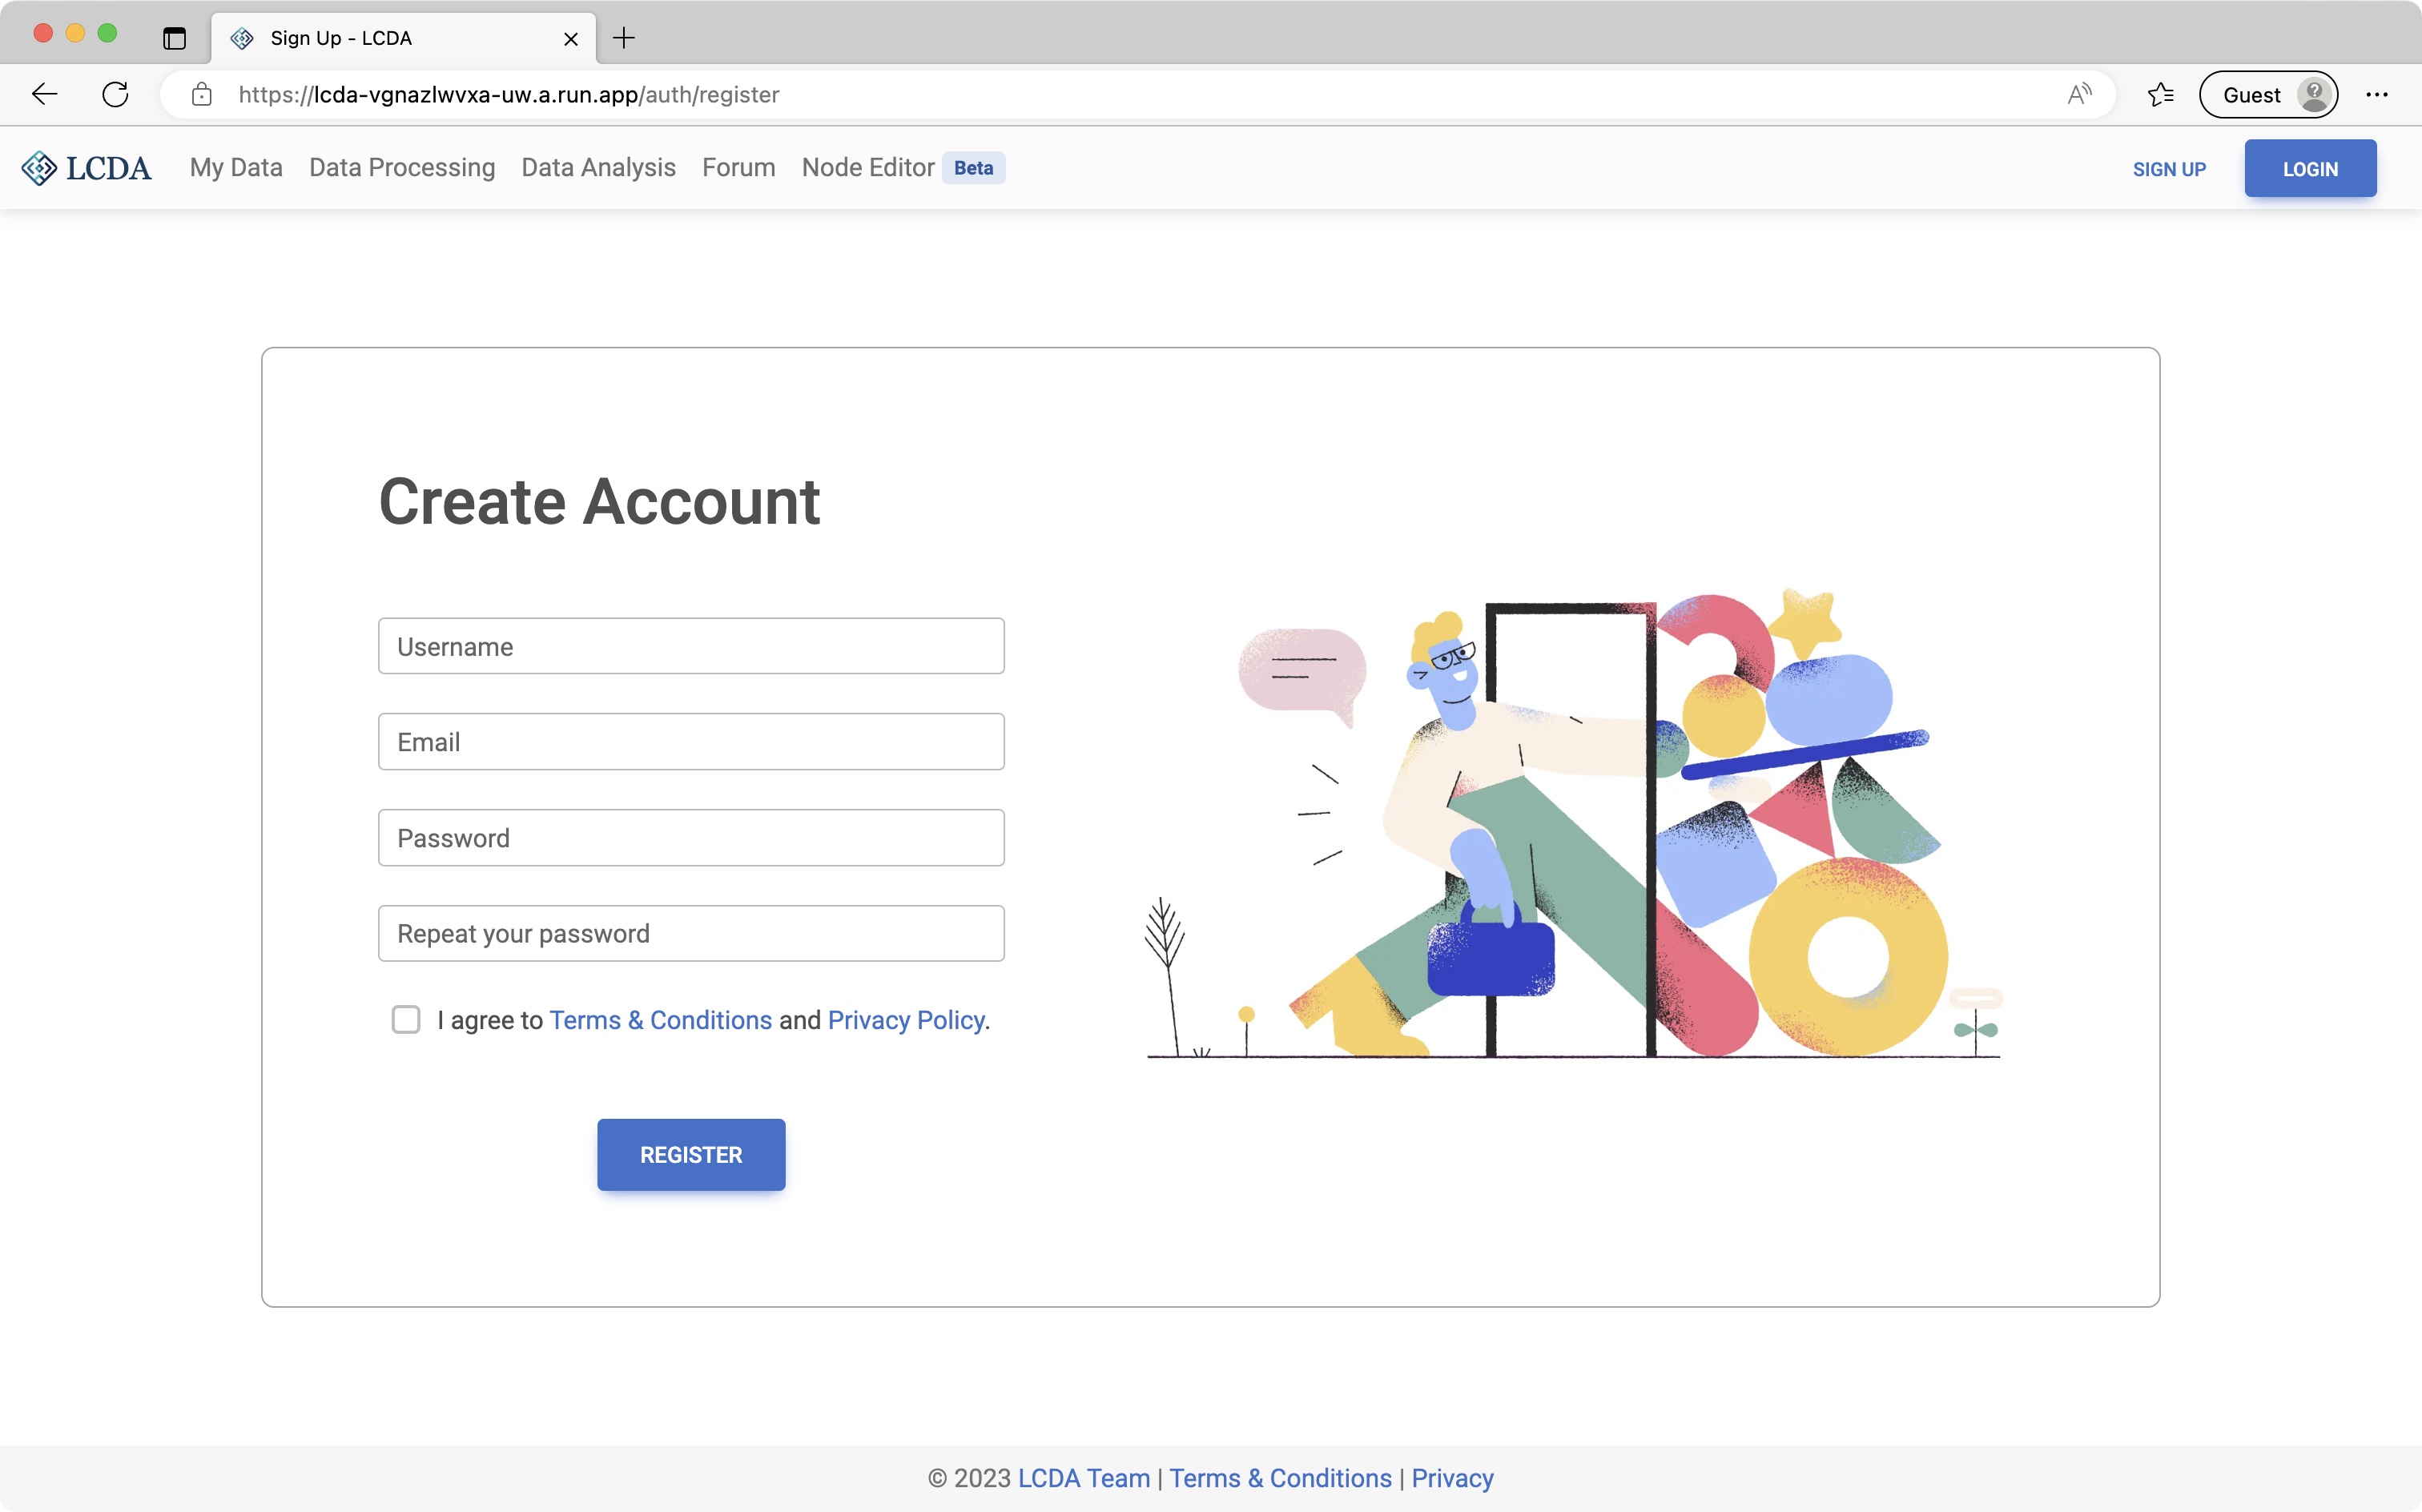 Sign Up - LCDA
https://lcda-vgnazlwvxa-uw.a.run.app/auth/register
Guest
LCDA My Data Data Processing Data Analysis Forum Node Editor Beta SIGN UP LOGIN
Create Account
Username
Email
Password
Repeat your password
I agree to Terms & Conditions and Privacy Policy.
REGISTER
© 2023 LCDA Team | Terms & Conditions | Privacy